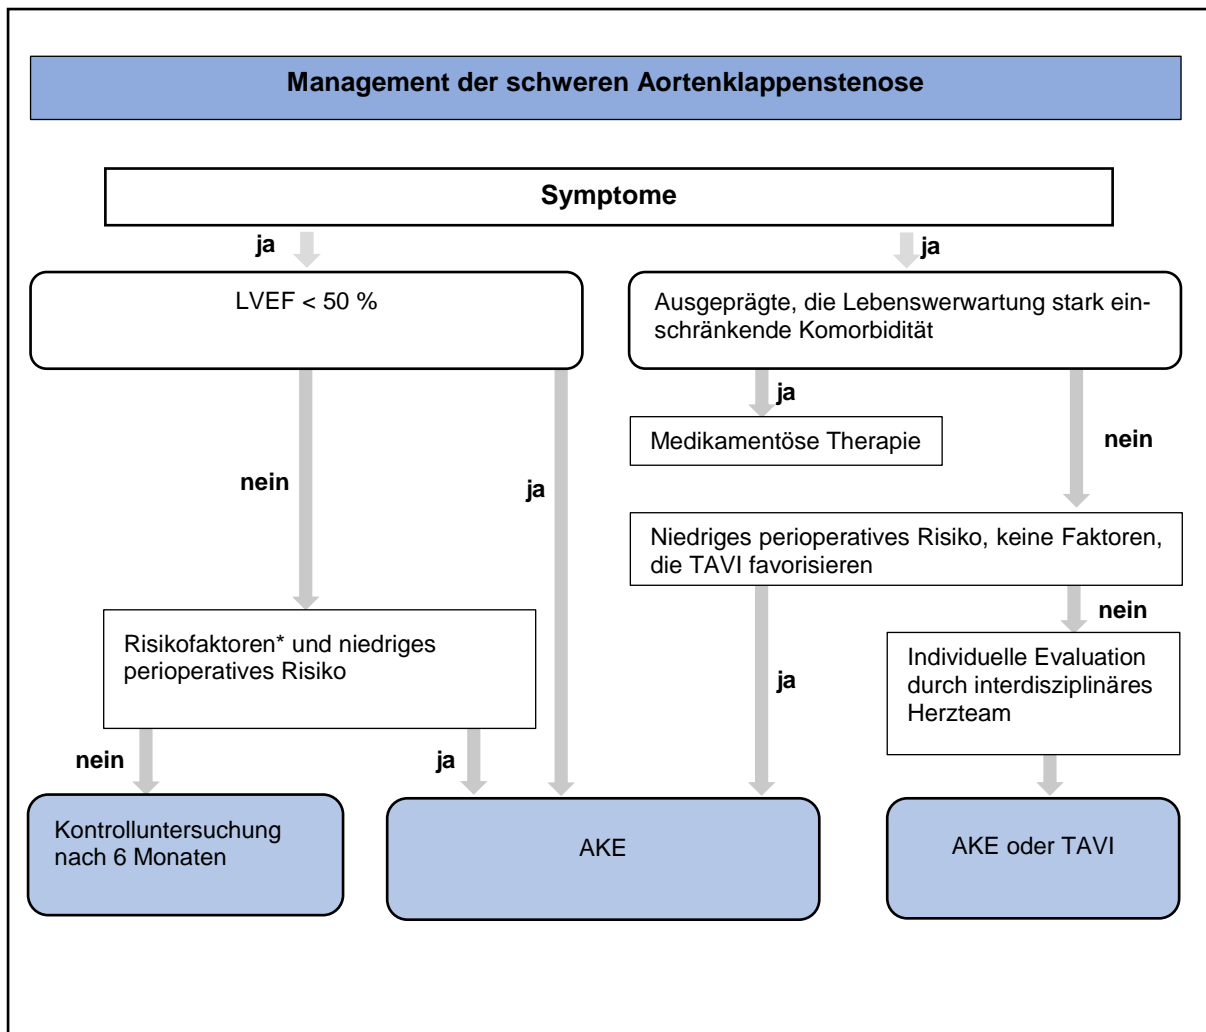 Management der schweren Aortenklappenstenose
Symptome
ja
ja
LVEF < 50 %
Ausgeprägte, die Lebenswerwartung stark ein-
schränkende Komorbidität
ja
Medikamentöse Therapie
nein
nein
ja
Niedriges perioperatives Risiko, keine Faktoren,
die TAVI favorisieren
nein
Risikofaktoren* und niedriges
perioperatives Risiko
Individuelle Evaluation
durch interdisziplinäres
Herzteam
ja
nein
ja
Kontrolluntersuchung
nach 6 Monaten
AKE
AKE oder TAVI